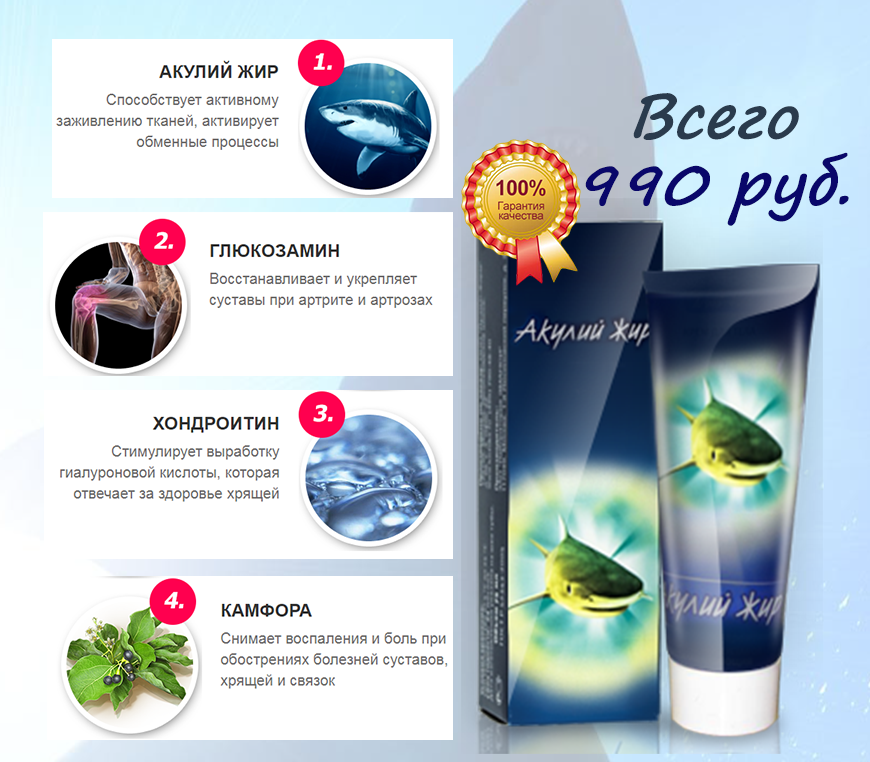 1.
АКУЛИЙ ЖИР
Способствует активному
заживлению тканей, активирует
обменные процессы
2.
ГЛЮКОЗАМИН
Восстанавливает и укрепляет
суставы при артрите и артрозах
3.
ХОНДРОИТИН
Стимулирует выработку
гиалуроновой кислоты, которая
отвечает за здоровье хрящей
4.
КАМФОРА
Снимает воспаления и боль при
обострениях болезней суставов,
хрящей и связок
Всего
990 руб.
100%
Гарантия
качества
Акулий Жир
Акулий Жир